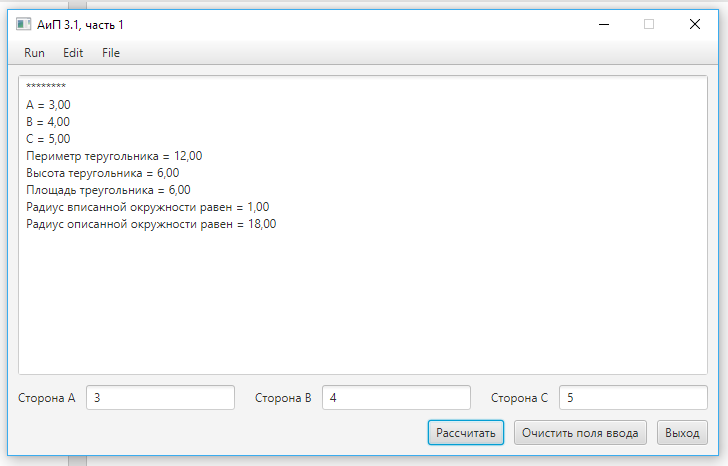 АиП 3.1, часть 1
Run Edit File
********
A = 3,00
B = 4,00
C = 5,00
Периметр теругольника = 12,00
Высота теругольника = 6,00
Площадь треугольника = 6,00
Радиус вписанной окружности равен = 1,00
Радиус описанной окружности равен = 18,00
Сторона A 3 Сторона B 4 Сторона C 5
Рассчитать Очистить поля ввода Выход